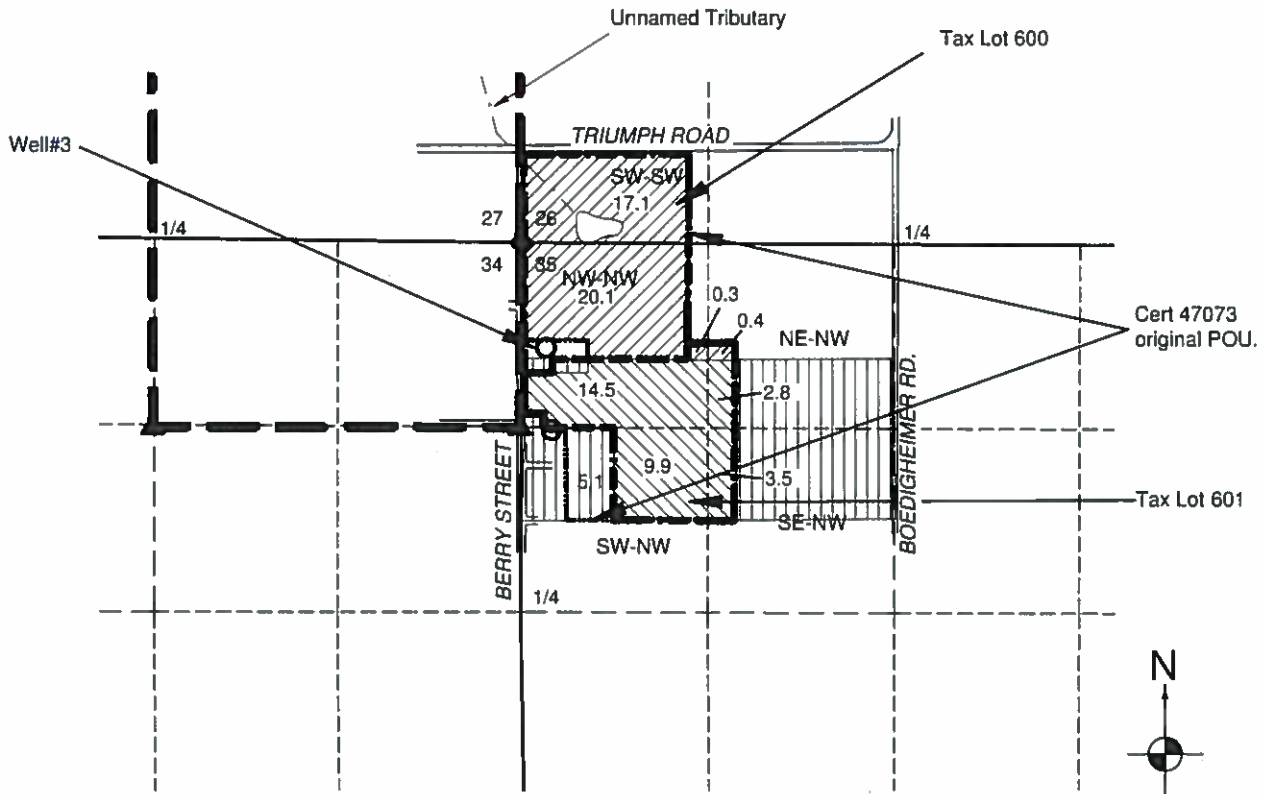 Unnamed Tributary
Tax Lot 600
Well#3
TRIUMPH ROAD
SW-SW
17.1
27
26
1/4
1/4
34
35
NW-NW
20.1
0.3
0.4
Cert 47073
original POU.
NE-NW
14.5
2.8
BOEDIGHEIMER RD.
BERRY STREET
9.9
5.1
3.5
Tax Lot 601
SE-NW
SW-NW
1/4
N